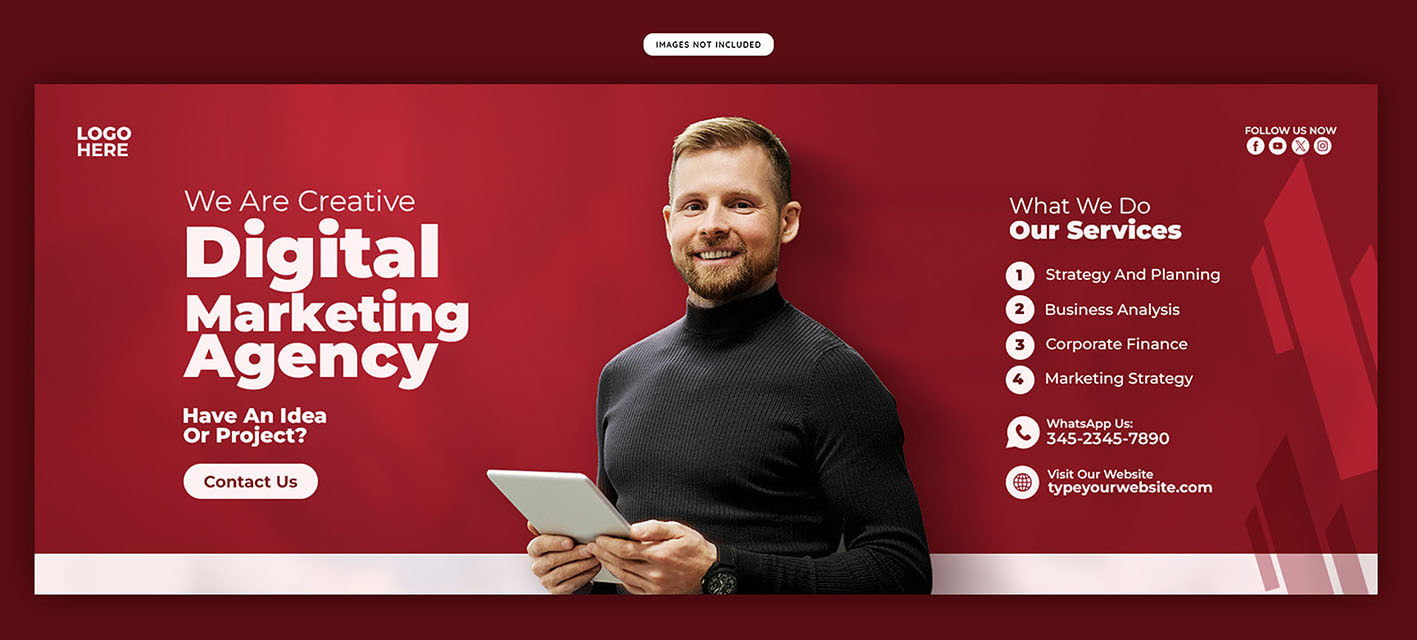 IMAGES NOT INCLUDED
LOGO
HERE
We Are Creative
Digital
Marketing
Agency
Have An Idea
Or Project?
Contact Us
FOLLOW US NOW
What We Do
Our Services
1 Strategy And Planning
2 Business Analysis
3 Corporate Finance
4 Marketing Strategy
WhatsApp Us:
345-2345-7890
Visit Our Website
typeyourwebsite.com